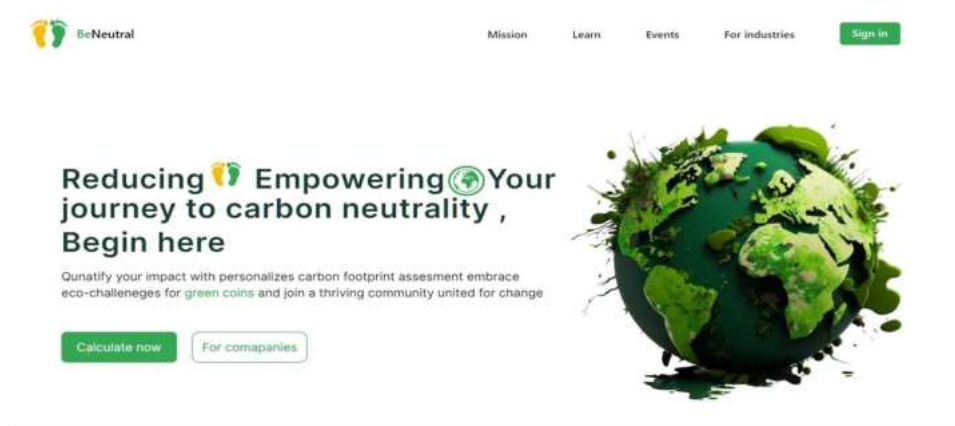 BeNeutral
Mission
Learn
Events
For industries
Sign in
Reducing Empowering Your
journey to carbon neutrality ,
Begin here
Qunatify your impact with personalizes carbon footprint assesment embrace
eco-challeneges for green coins and join a thriving community united for change
Calculate now
For comapanies